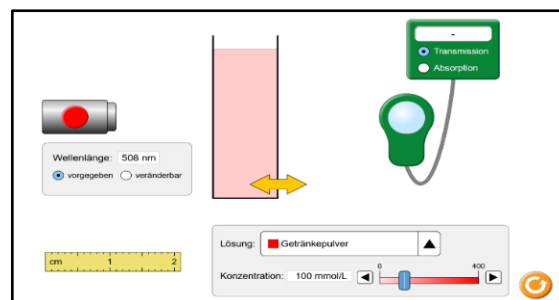 -
Transmission
Absorption
Wellenlänge: 508 nm
vorgegeben veränderbar
cm 1 2
Lösung: Getränkepulver
Konzentration: 100 mmol/L 0 400